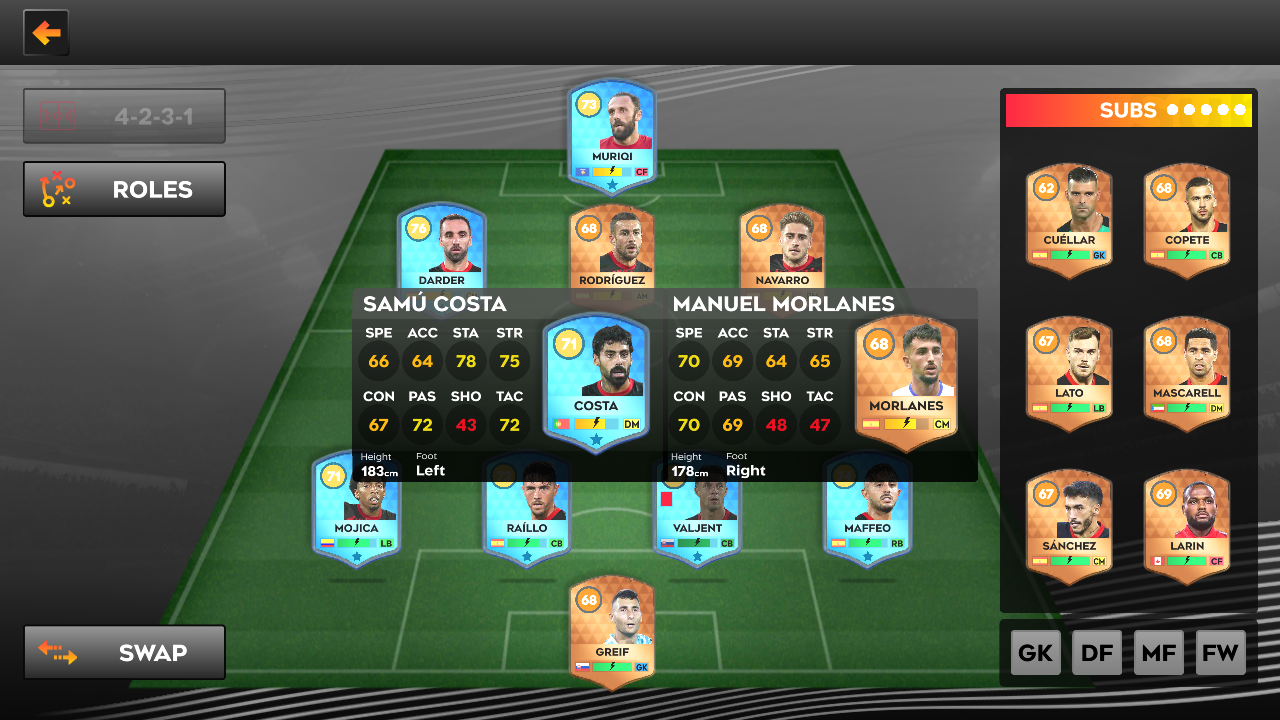 4-2-3-1
ROLES
73
MURIQI
CF
76
DARDER
68
RODRÍGUEZ
AM
68
NAVARRO
SAMÚ COSTA
SPE ACC STA STR
66 64 78 75
CON PAS SHO TAC
67 72 43 72
Height Foot
183cm Left
71
COSTA
DM
MANUEL MORLANES
SPE ACC STA STR
70 69 64 65
CON PAS SHO TAC
70 69 48 47
Height Foot
178cm Right
68
MORLANES
CM
71
MOJICA
LB
RAÍLLO
CB
VALJENT
CB
MAFFEO
RB
68
GREIF
GK
SWAP
SUBS
62
CUÉLLAR
GK
68
COPETE
CB
67
LATO
LB
68
MASCARELL
DM
67
SÁNCHEZ
CM
69
LARIN
CF
GK DF MF FW